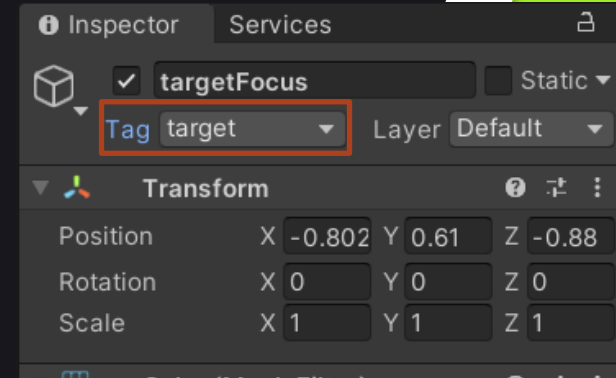 Inspector Services
targetFocus Static
Tag target Layer Default
Transform
Position X -0.802 Y 0.61 Z -0.88
Rotation X 0 Y 0 Z 0
Scale X 1 Y 1 Z 1